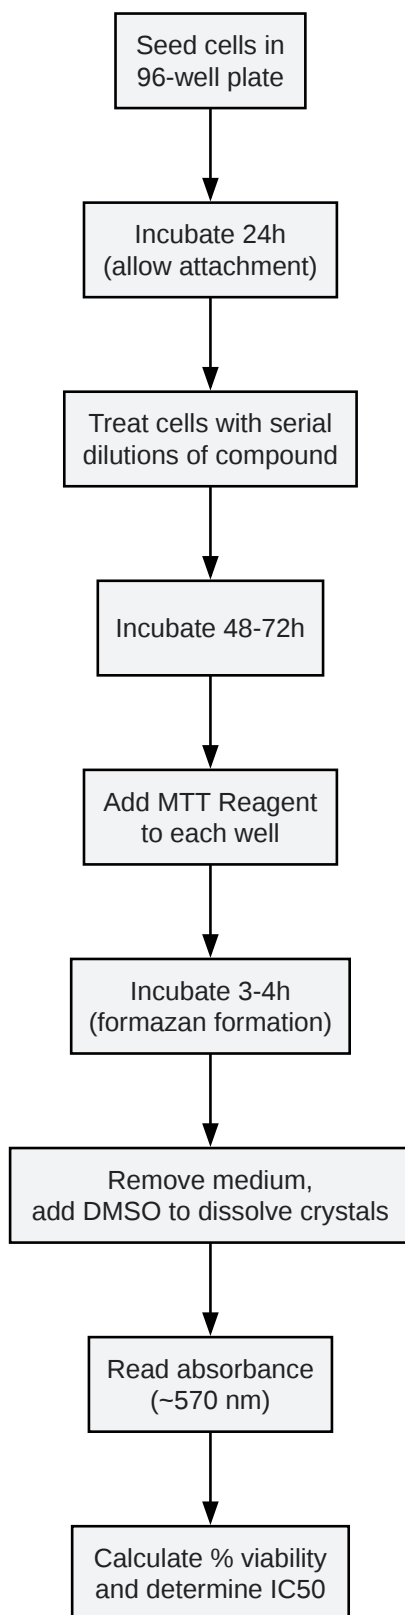 Seed cells in
96-well plate
Incubate 24h
(allow attachment)
Treat cells with serial
dilutions of compound
Incubate 48-72h
Add MTT Reagent
to each well
Incubate 3-4h
(formazan formation)
Remove medium,
add DMSO to dissolve crystals
Read absorbance
(~570 nm)
Calculate % viability
and determine IC50